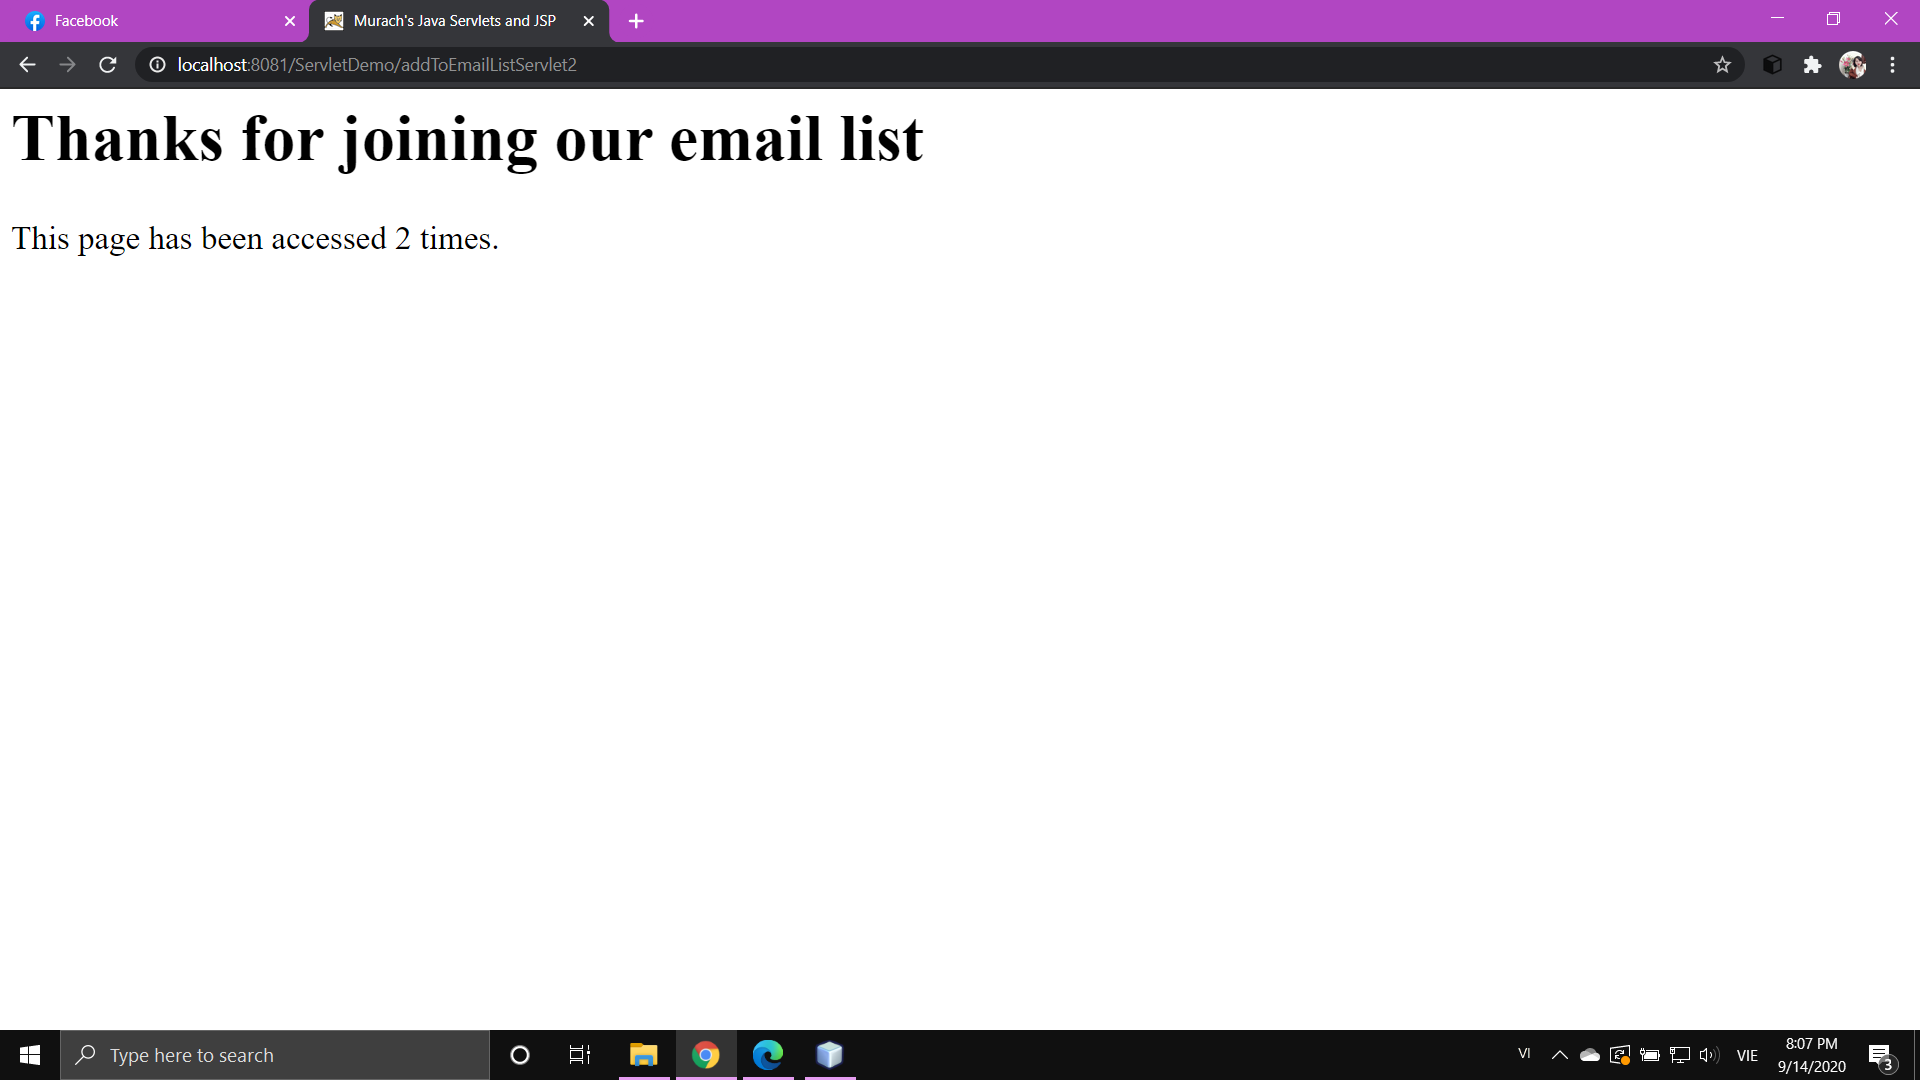 Facebook
Murach's Java Servlets and JSP
localhost:8081/ServletDemo/addToEmailListServlet2
Thanks for joining our email list
This page has been accessed 2 times.
Type here to search
VI
VIE
8:07 PM
9/14/2020
3